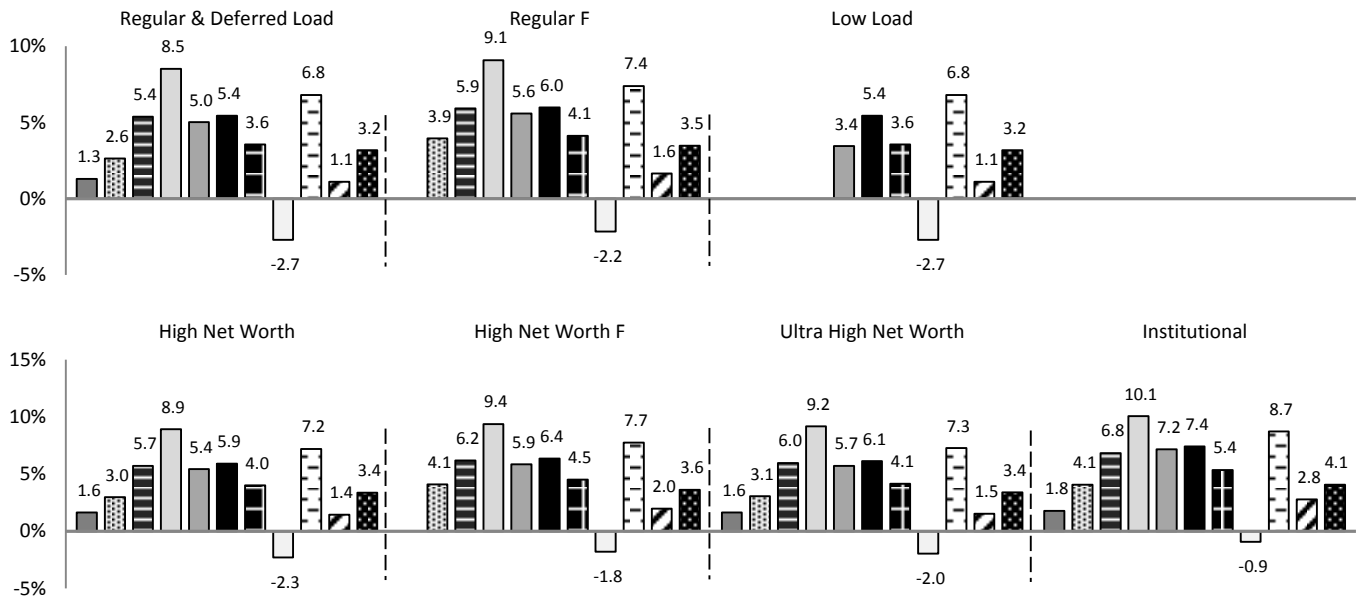 Regular & Deferred Load Regular F Low Load
10%
5%
0%
-5%
1.3 2.6 5.4 8.5 5.0 5.4 3.6 -2.7 6.8 1.1 3.2
3.9 5.9 9.1 5.6 6.0 4.1 -2.2 7.4 1.6 3.5
3.4 5.4 3.6 -2.7 6.8 1.1 3.2
High Net Worth High Net Worth F Ultra High Net Worth Institutional
15%
10%
5%
0%
-5%
1.6 3.0 5.7 8.9 5.4 5.9 4.0 -2.3 7.2 1.4 3.4
4.1 6.2 9.4 5.9 6.4 4.5 -1.8 7.7 2.0 3.6
1.6 3.1 6.0 9.2 5.7 6.1 4.1 -2.0 7.3 1.5 3.4
1.8 4.1 6.8 10.1 7.2 7.4 5.4 -0.9 8.7 2.8 4.1